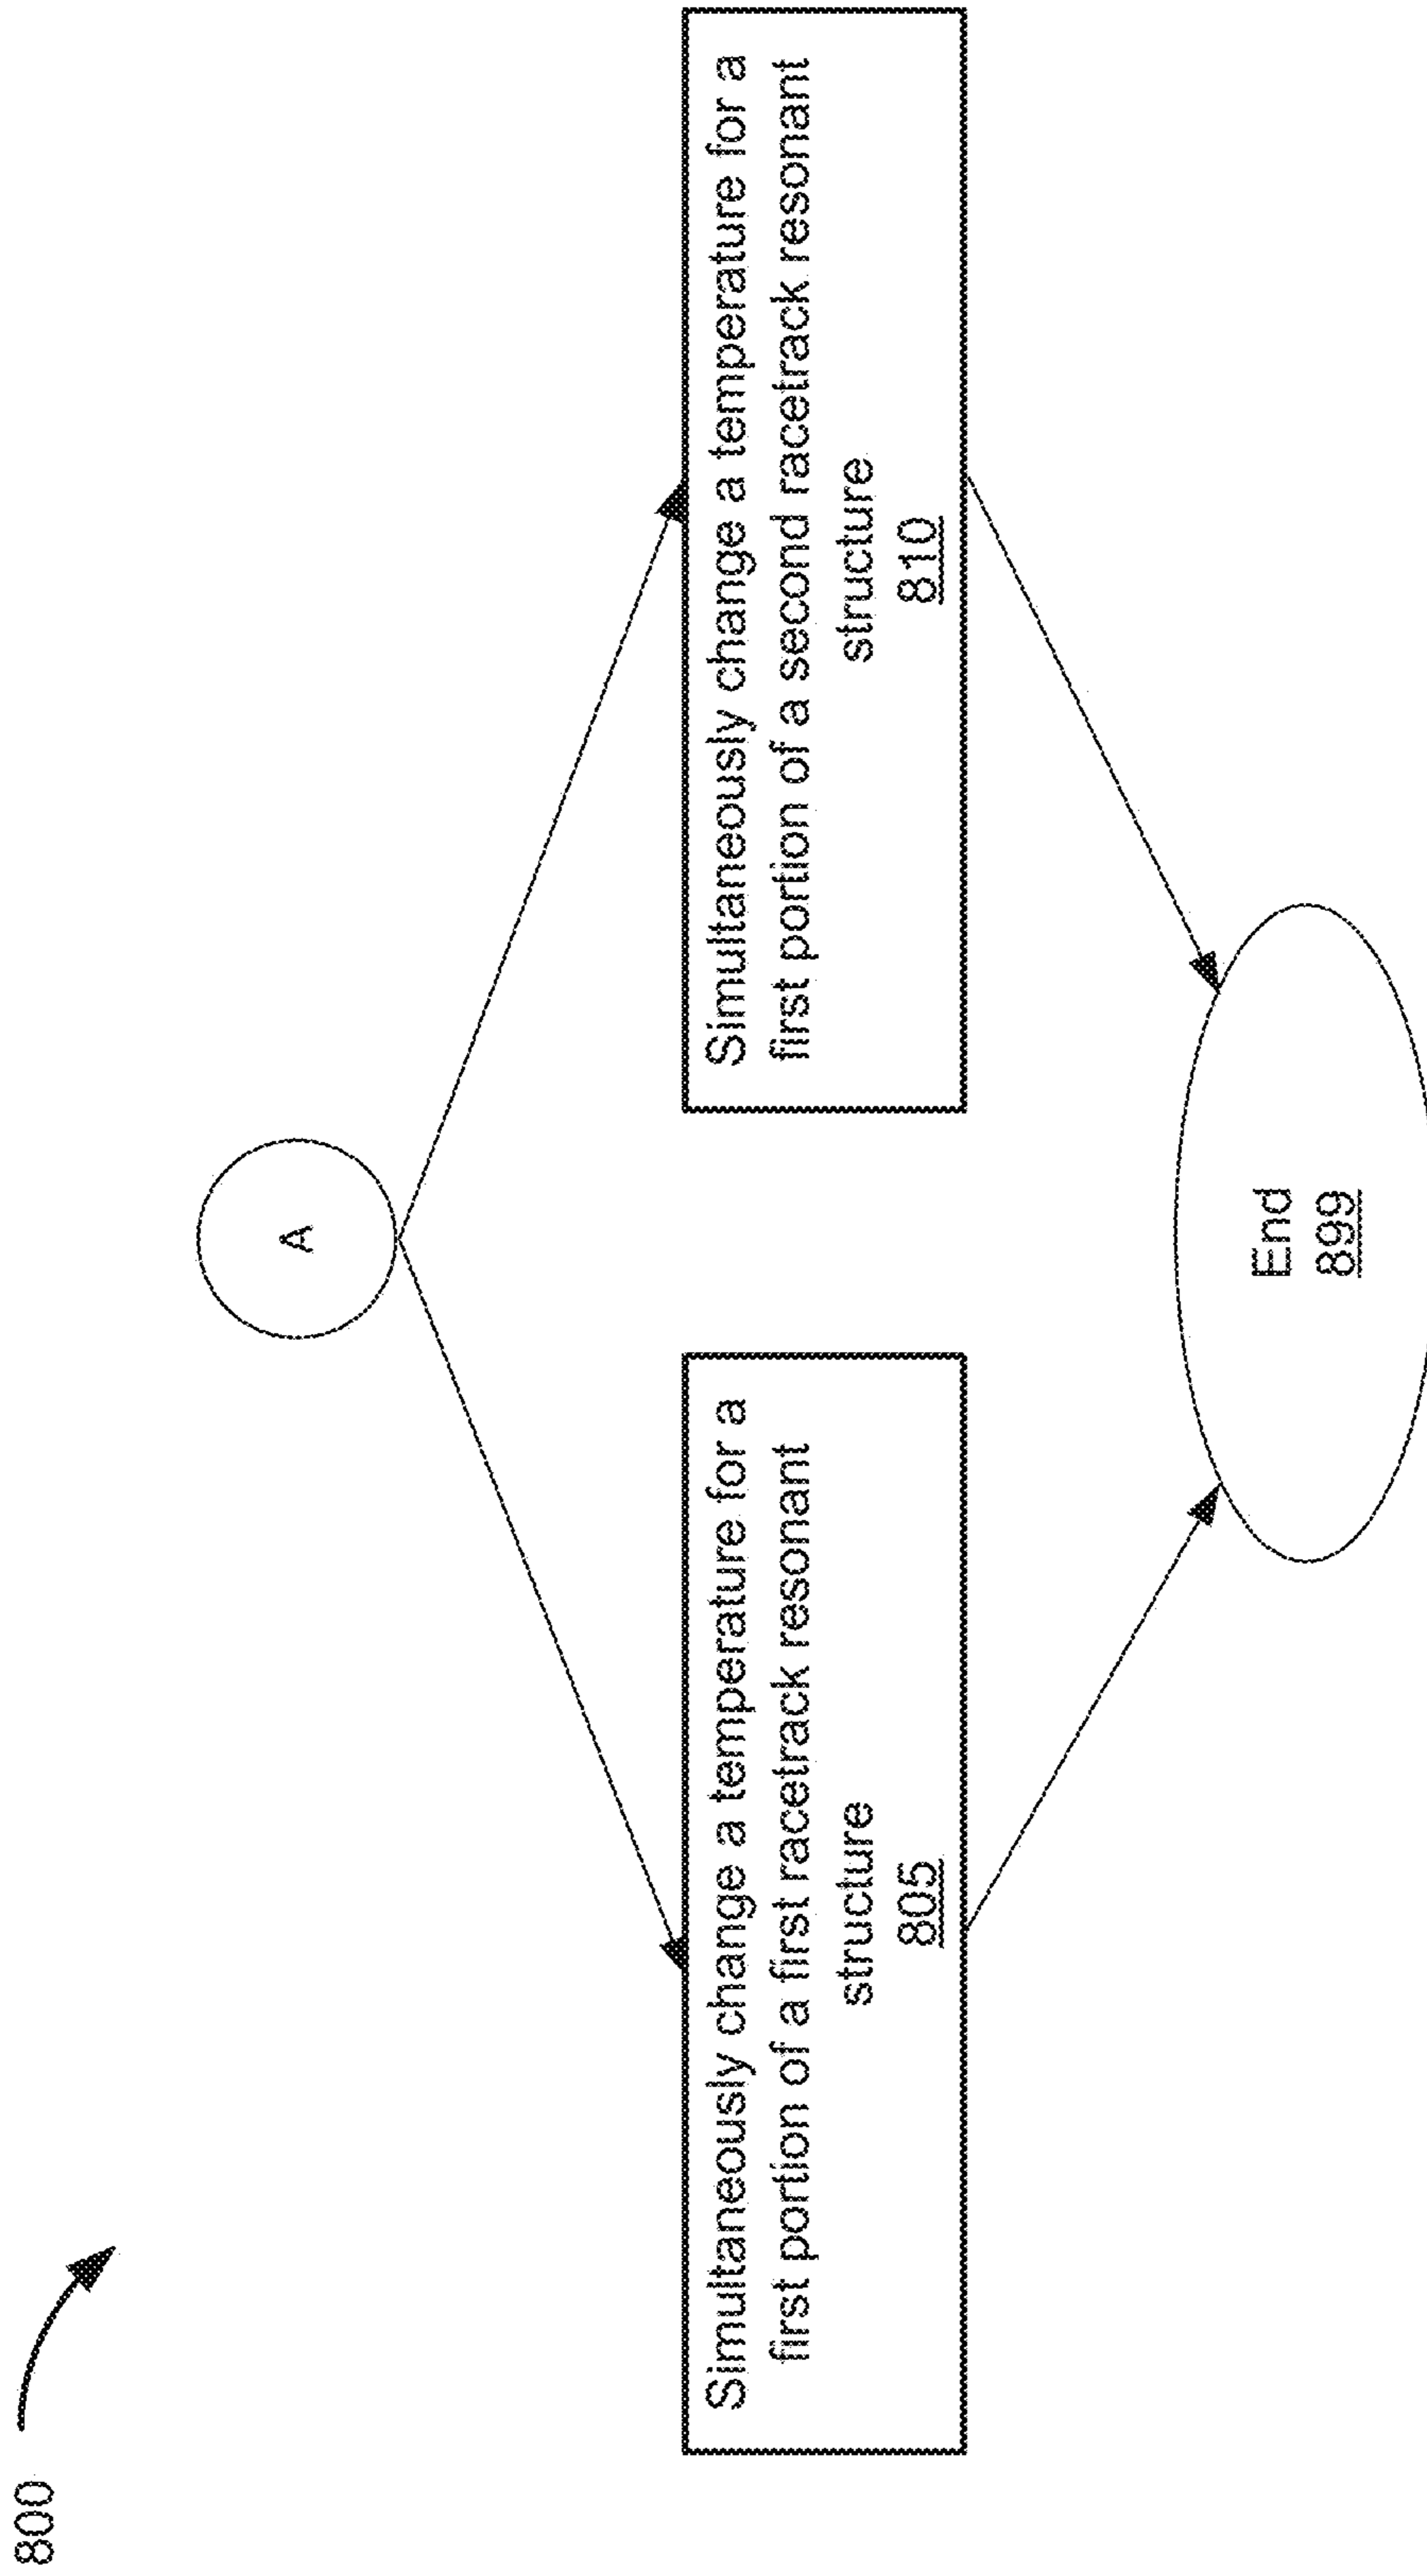 800
A
Simultaneously change a temperature for a
first portion of a first racetrack resonant
structure
805
Simultaneously change a temperature for a
first portion of a second racetrack resonant
structure
810
End
899